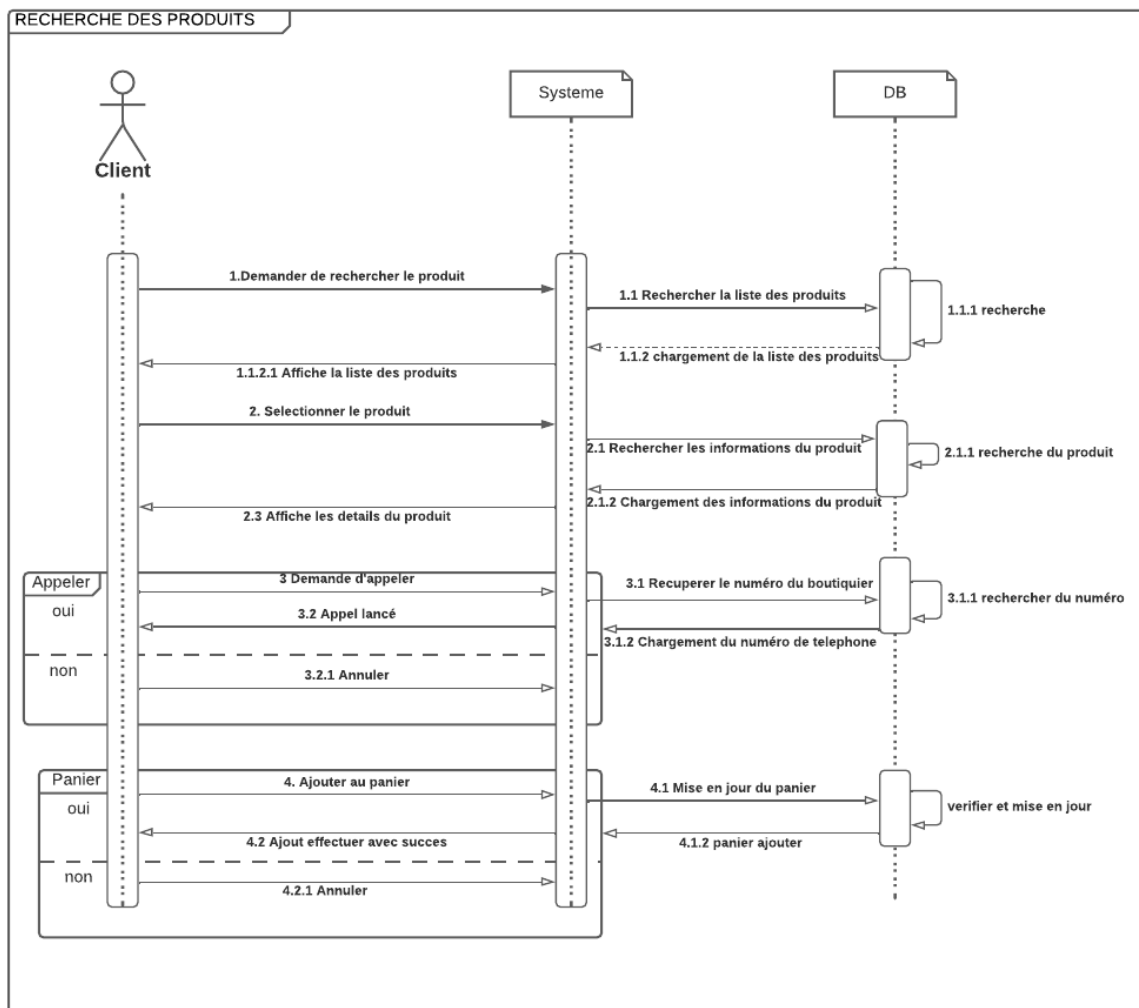 RECHERCHE DES PRODUITS
Client
Systeme
DB
1.Demander de rechercher le produit
1.1 Rechercher la liste des produits
1.1.1 recherche
1.1.2 chargement de la liste des produits
1.1.2.1 Affiche la liste des produits
2. Selectionner le produit
2.1 Rechercher les informations du produit
2.1.1 recherche du produit
2.1.2 Chargement des informations du produit
2.3 Affiche les details du produit
Appeler
oui
3 Demande d'appeler
3.1 Recuperer le numéro du boutiquier
3.1.1 rechercher du numéro
3.2 Appel lancé
3.1.2 Chargement du numéro de telephone
non
3.2.1 Annuler
Panier
oui
4. Ajouter au panier
4.1 Mise en jour du panier
verifier et mise en jour
4.2 Ajout effectuer avec succes
4.1.2 panier ajouter
non
4.2.1 Annuler